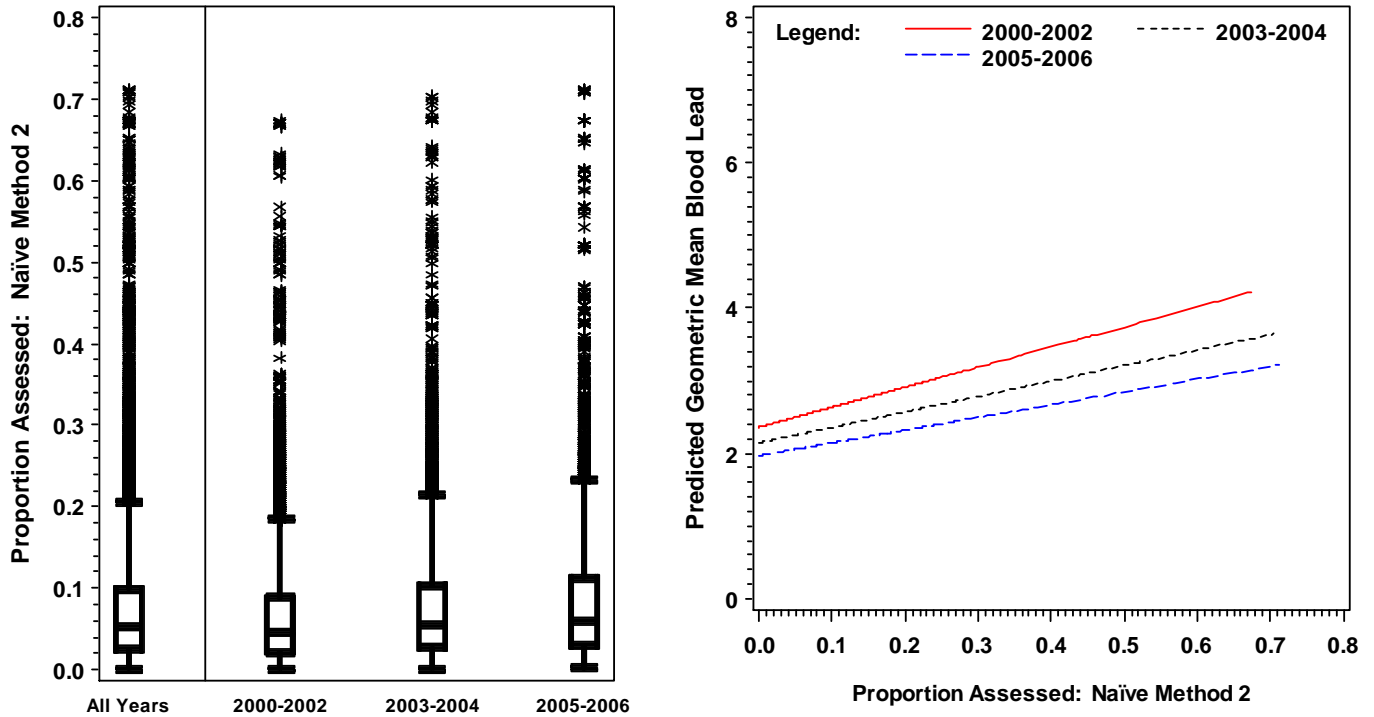 Proportion Assessed: Naïve Method 2
0.8
0.7
0.6
0.5
0.4
0.3
0.2
0.1
0.0
All Years 2000-2002 2003-2004 2005-2006
Predicted Geometric Mean Blood Lead
8
6
4
2
0
Legend: 2000-2002 2003-2004
2005-2006
0.0 0.1 0.2 0.3 0.4 0.5 0.6 0.7 0.8
Proportion Assessed: Naïve Method 2